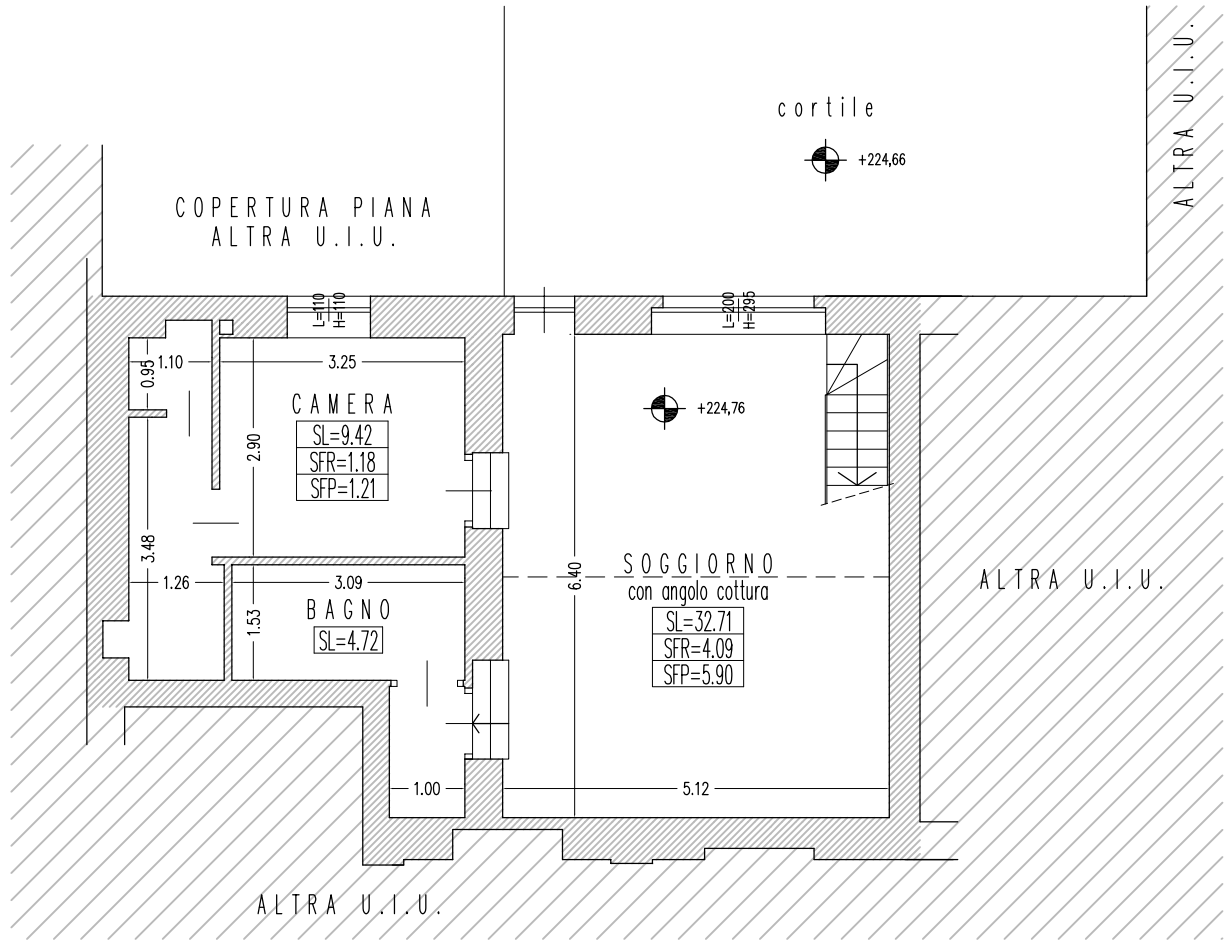 ALTRA U.I.U.
cortile
+224,66
COPERTURA PIANA
ALTRA U.I.U.
L=110
H=110
L=200
H=295
0.95
1.10
3.25
CAMERA
SL=9.42
SFR=1.18
SFP=1.21
2.90
+224,76
3.48
1.26
3.09
1.53
BAGNO
SL=4.72
6.40
SOGGIORNO
con angolo cottura
SL=32.71
SFR=4.09
SFP=5.90
ALTRA U.I.U.
1.00
5.12
ALTRA U.I.U.